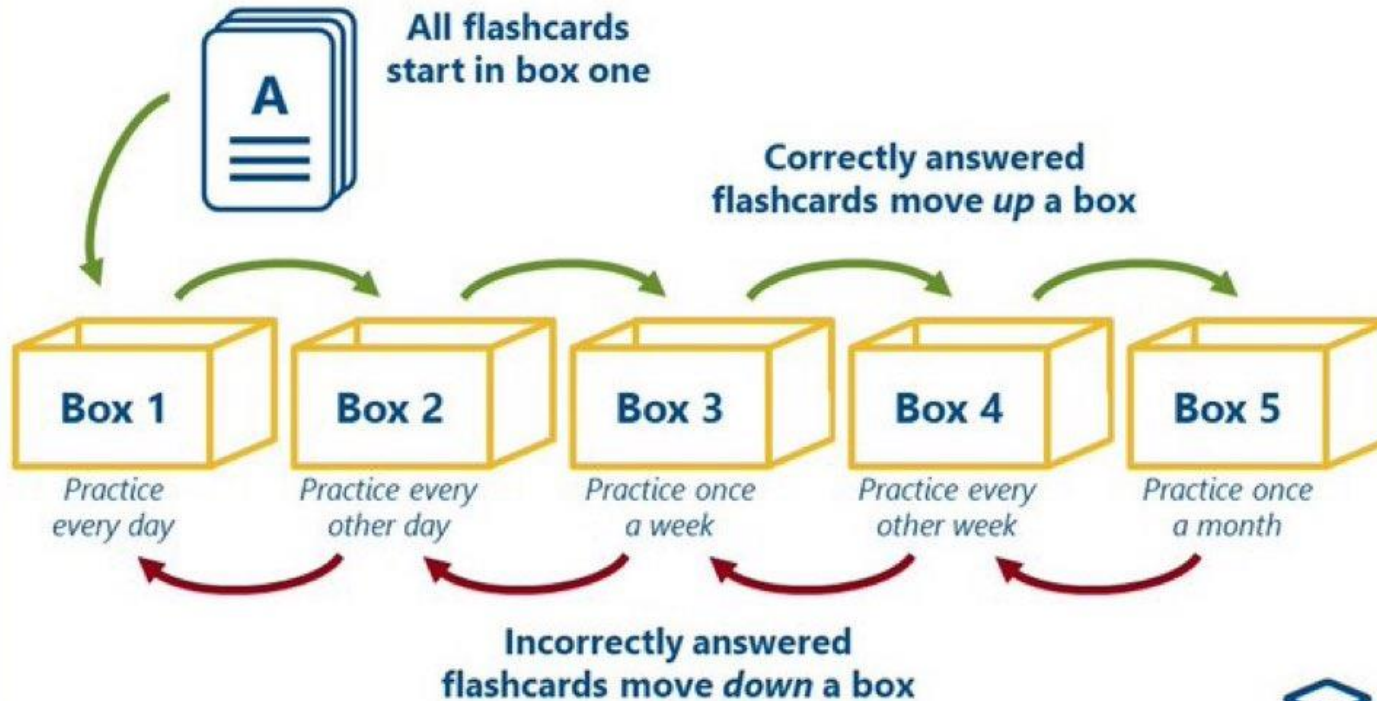 All flashcards
start in box one
A
Correctly answered
flashcards move up a box
Box 1
Box 2
Box 3
Box 4
Box 5
Practice
every day
Practice every
other day
Practice once
a week
Practice every
other week
Practice once
a month
Incorrectly answered
flashcards move down a box